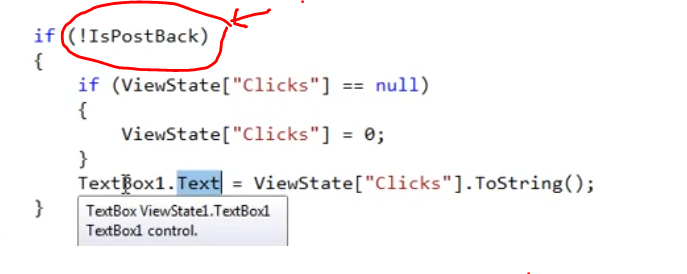 if (!IsPostBack)
{
if (ViewState["Clicks"] == null)
{
ViewState["Clicks"] = 0;
}
TextBox1.Text = ViewState["Clicks"].ToString();
}
TextBox ViewState1.TextBox1
TextBox1 control.